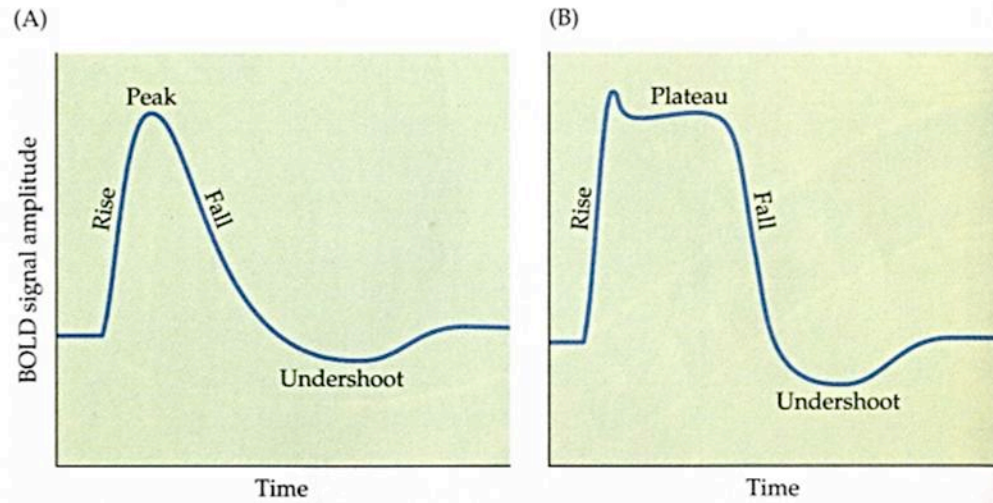 (A)
BOLD signal amplitude
Peak
Rise
Fall
Undershoot
Time
(B)
Plateau
Rise
Fall
Undershoot
Time